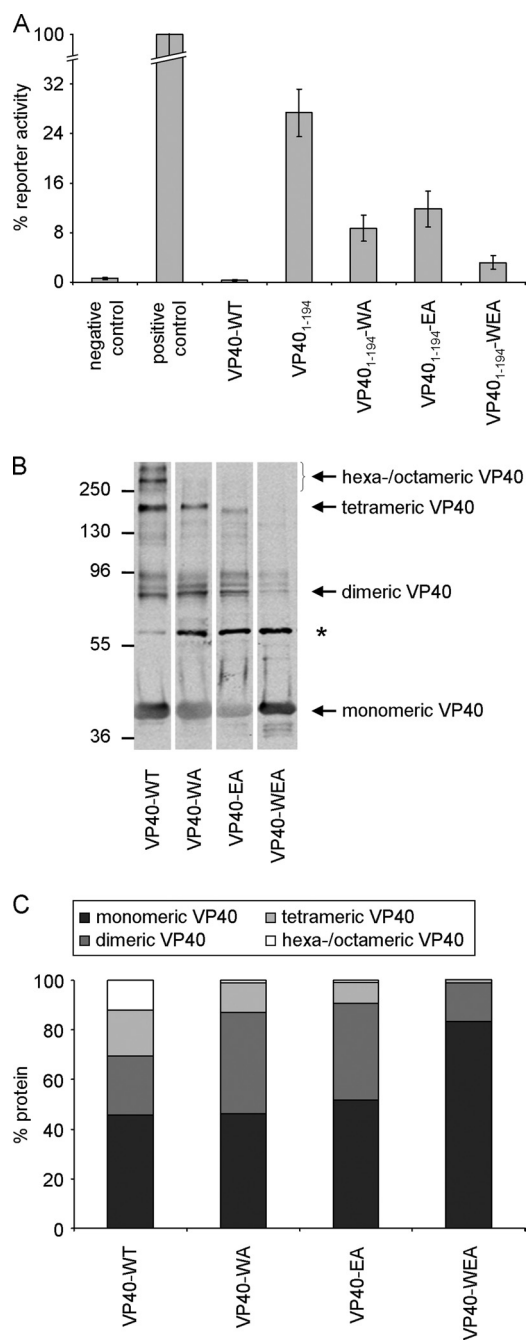 A
% reporter activity
100
32
24
16
8
0
negative control
positive control
VP40-WT
VP40₁₋₁₉₄
VP40₁₋₁₉₄-WA
VP40₁₋₁₉₄-EA
VP40₁₋₁₉₄-WEA
B
250
130
96
55
36
hexa-/octameric VP40
tetrameric VP40
dimeric VP40
*
monomeric VP40
VP40-WT
VP40-WA
VP40-EA
VP40-WEA
C
monomeric VP40
tetrameric VP40
dimeric VP40
hexa-/octameric VP40
% protein
100
80
60
40
20
0
VP40-WT
VP40-WA
VP40-EA
VP40-WEA